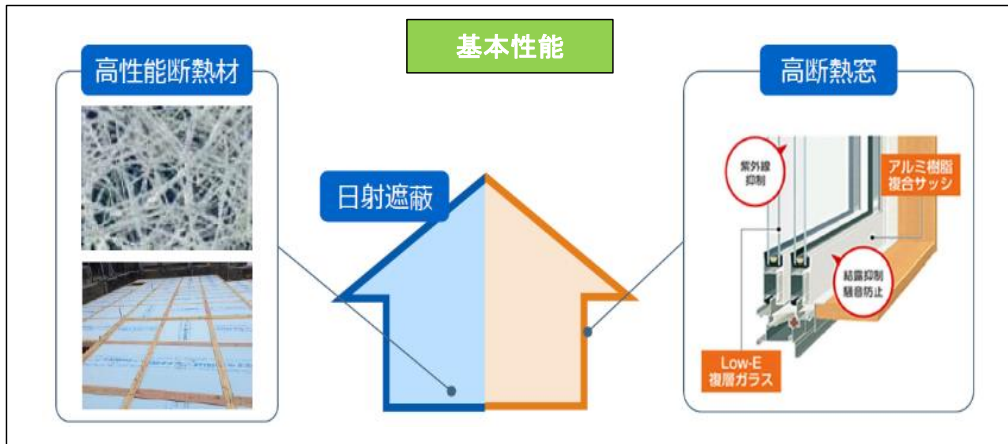 基本性能
高性能断熱材
高断熱窓
日射遮蔽
紫外線
抑制
アルミ樹脂
複合サッシ
結露抑制
騒音防止
Low-E
複層ガラス